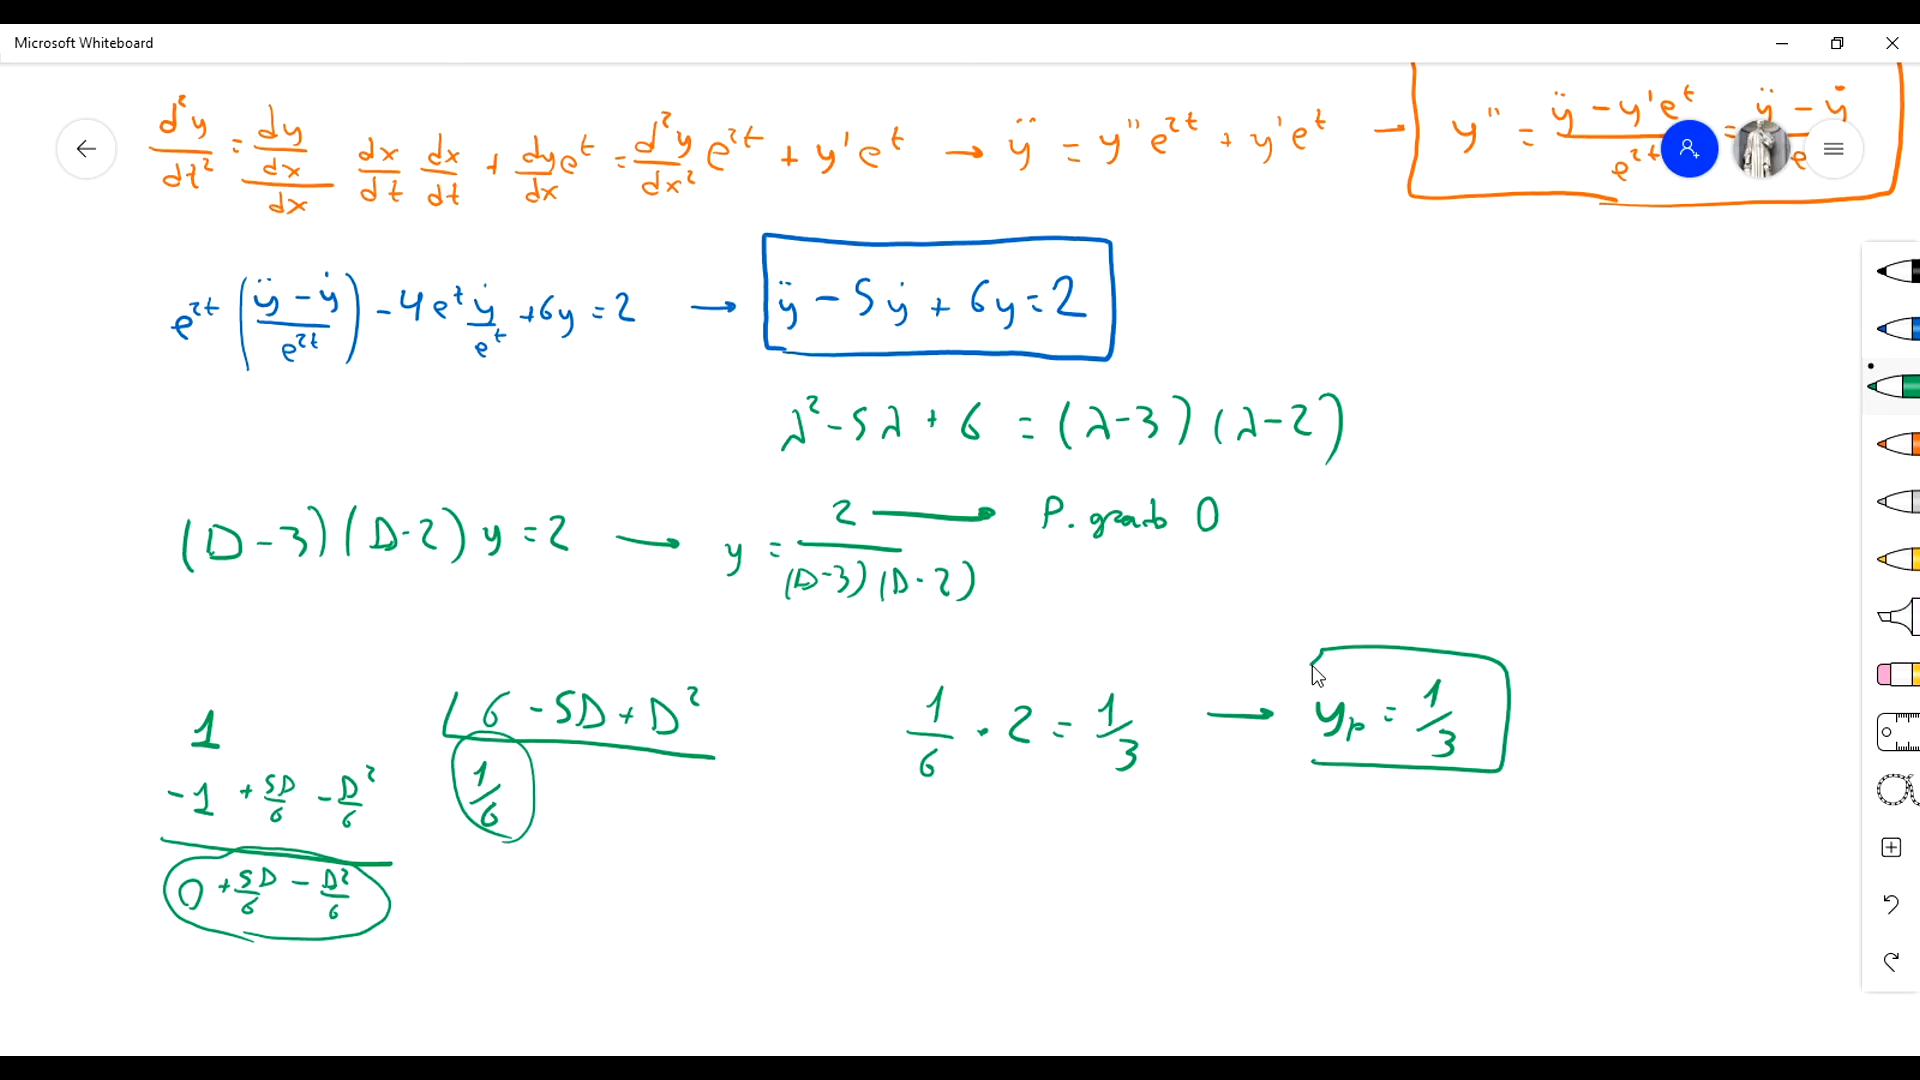 Microsoft Whiteboard
d²y/dt² = dy/dx/dx dx/dt dx/dt + dy/dx e^t = d²y/dx² e^2t + y'e^t → ÿ = y''e^2t + y'e^t → y'' = ÿ - y'e^t/e^2t = ÿ - ẏ/e
e^2t (ÿ - ẏ/e^2t) - 4e^t ẏ/e^t + 6y = 2 → ÿ - 5ẏ + 6y = 2
λ² - 5λ + 6 = (λ-3)(λ-2)
(D-3)(D-2)y = 2 → y = 2/(D-3)(D-2) → P. grado 0
1 6 - 5D + D² 1/6 · 2 = 1/3 → yp = 1/3
-1 + 5D/6 - D²/6 1/6
0 + 5D/6 - D²/6